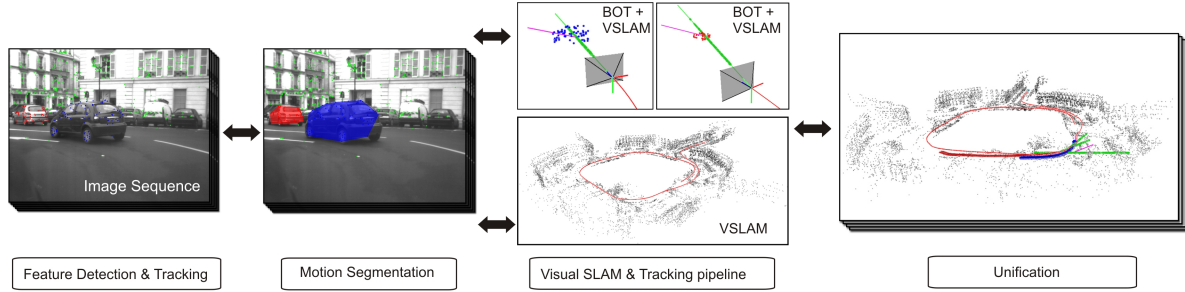 BOT +
VSLAM
BOT +
VSLAM
Image Sequence
VSLAM
Feature Detection & Tracking
Motion Segmentation
Visual SLAM & Tracking pipeline
Unification